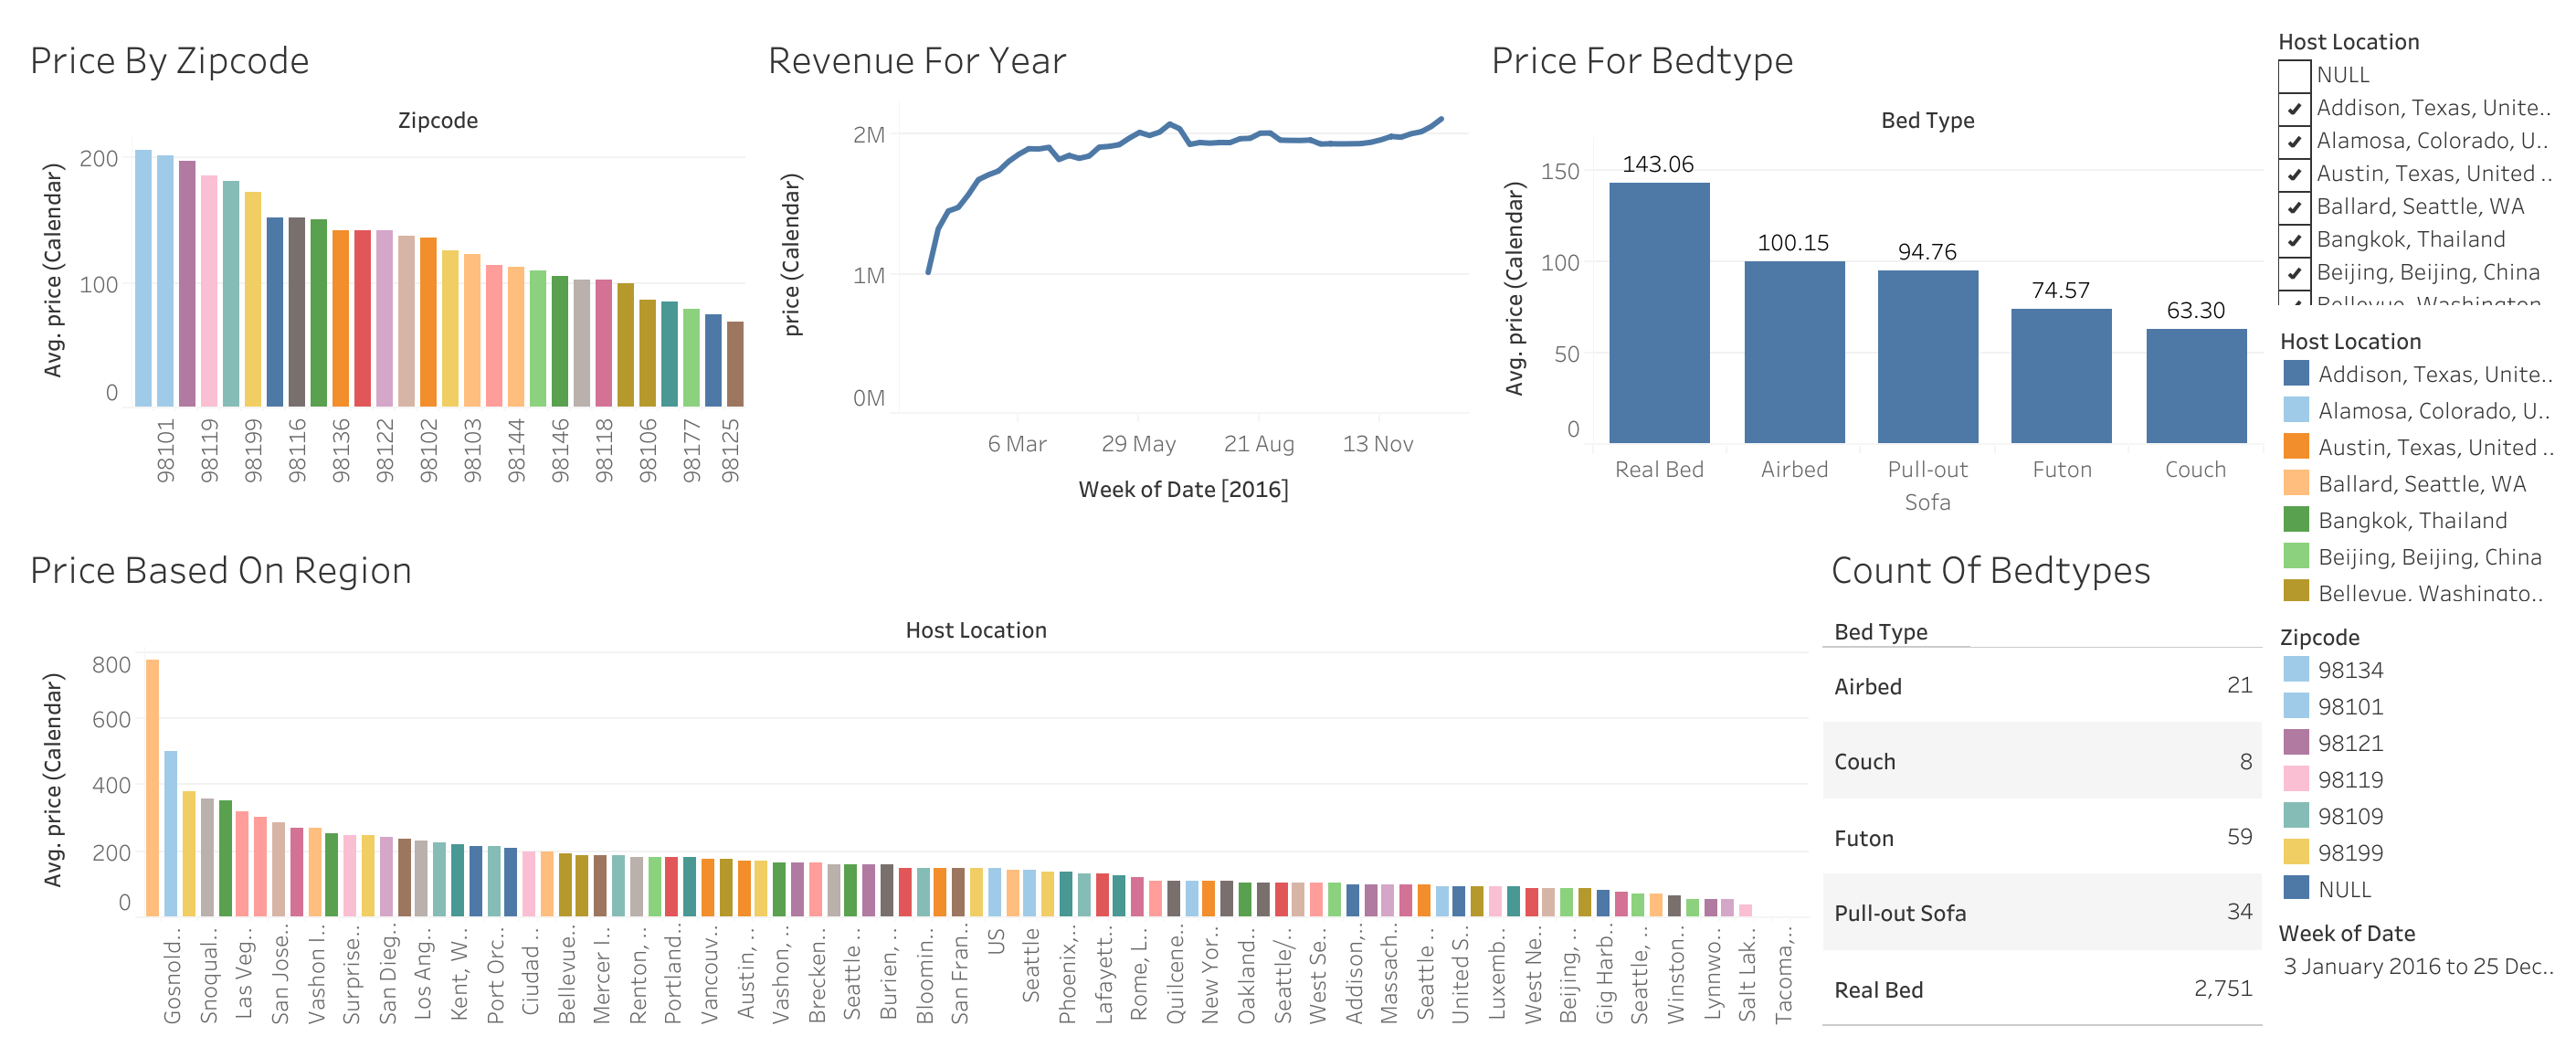 Price By Zipcode
Zipcode
Avg. price (Calendar)
200
100
0
98101
98119
98199
98116
98136
98122
98102
98103
98144
98146
98118
98106
98177
98125
Revenue For Year
price (Calendar)
2M
1M
0M
6 Mar
29 May
21 Aug
13 Nov
Week of Date [2016]
Price For Bedtype
Bed Type
Avg. price (Calendar)
150
100
50
0
143.06
100.15
94.76
74.57
63.30
Real Bed
Airbed
Pull-out
Sofa
Futon
Couch
Host Location
NULL
Addison, Texas, Unite..
Alamosa, Colorado, U..
Austin, Texas, United ..
Ballard, Seattle, WA
Bangkok, Thailand
Beijing, Beijing, China
Bellevue, Washington
Host Location
Addison, Texas, Unite..
Alamosa, Colorado, U..
Austin, Texas, United ..
Ballard, Seattle, WA
Bangkok, Thailand
Beijing, Beijing, China
Bellevue, Washingto..
Zipcode
98134
98101
98121
98119
98109
98199
NULL
Week of Date
3 January 2016 to 25 Dec..
Price Based On Region
Host Location
Avg. price (Calendar)
800
600
400
200
0
Gosnold..
Snoqual..
Las Veg..
San Jose..
Vashon I..
Surprise..
San Dieg..
Los Ang..
Kent, W..
Port Orc..
Ciudad ..
Bellevue..
Mercer I..
Renton, ..
Portland..
Vancouv..
Austin, ..
Vashon, ..
Brecken..
Seattle ..
Burien, ..
Bloomin..
San Fran..
US
Seattle
Phoenix,..
Lafayett..
Rome, L..
Quilcene..
New Yor..
Oakland..
Seattle/..
West Se..
Addison,..
Massach..
Seattle ..
United S..
Luxemb..
West Ne..
Beijing, ..
Gig Harb..
Seattle, ..
Winston..
Lynnwo..
Salt Lak..
Tacoma,..
Count Of Bedtypes
Bed Type
Airbed 21
Couch 8
Futon 59
Pull-out Sofa 34
Real Bed 2,751